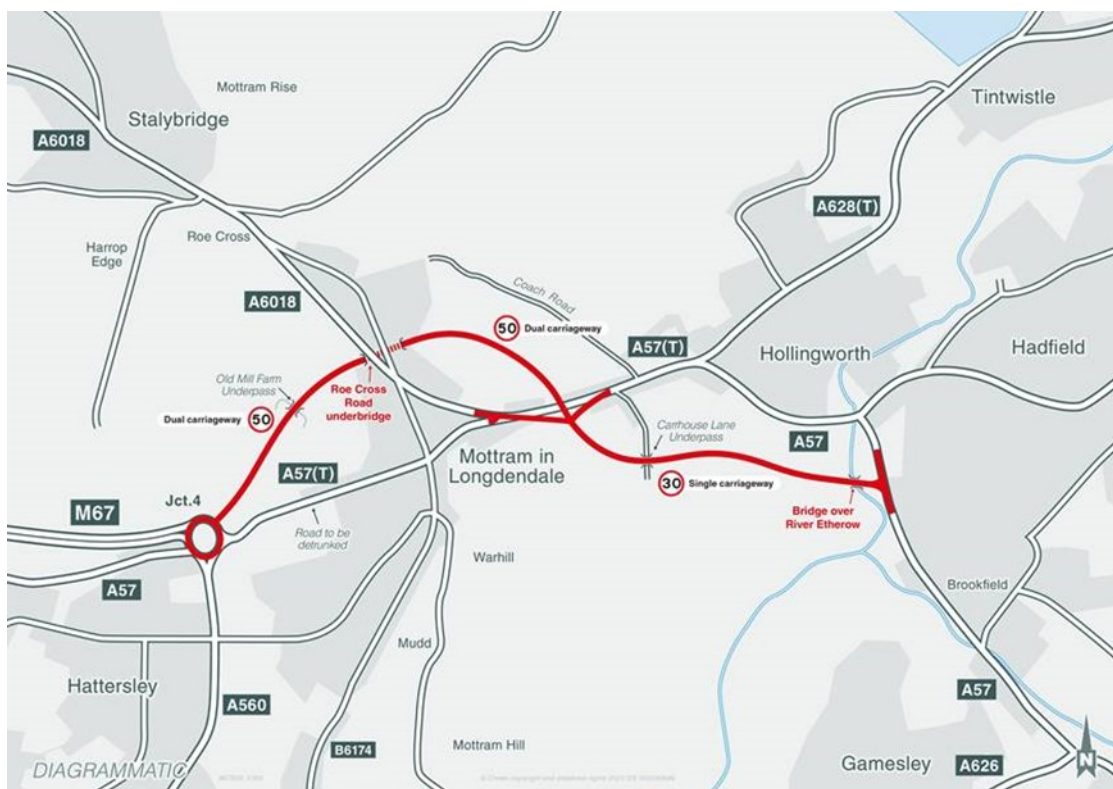 Mottram Rise
Stalybridge
Tintwistle
A6018
A628(T)
Roe Cross
Harrop
Edge
A6018
Coach Road
50 Dual carriageway
A57(T)
Hollingworth
Hadfield
Old Mill Farm
Underpass
Roe Cross
Road
underbridge
Dual carriageway 50
Carrhouse Lane
Underpass
A57
Mottram in
Longdendale
A57(T)
30 Single carriageway
Jct.4
M67
Bridge over
River Etherow
Road to be
detrunked
Warhill
A57
Brookfield
Mudd
Hattersley
A560
A57
B6174
Mottram Hill
Gamesley
A626
N
DIAGRAMMATIC